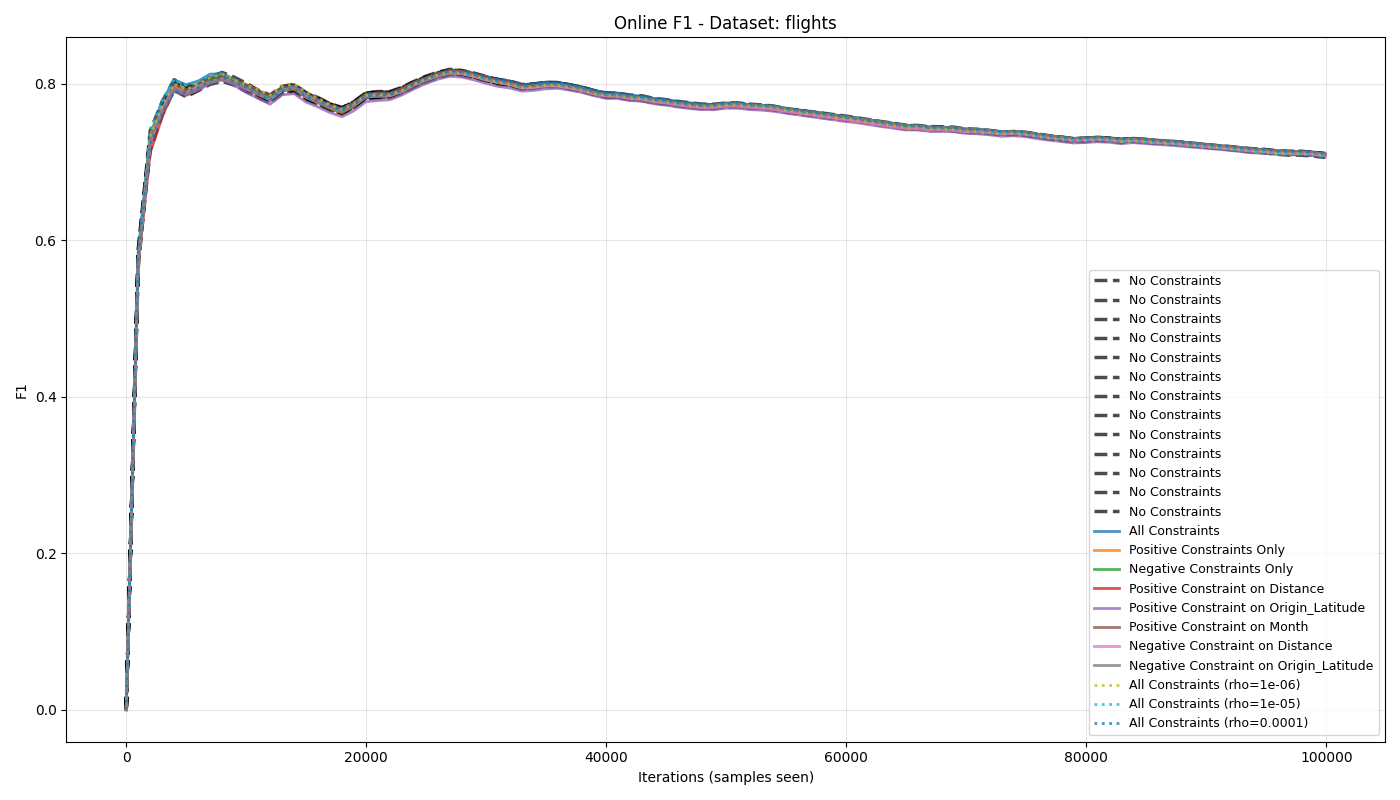 Online F1 - Dataset: flights
0.8
0.6
0.4
0.2
0.0
F1
0
20000
40000
60000
80000
100000
Iterations (samples seen)
No Constraints
No Constraints
No Constraints
No Constraints
No Constraints
No Constraints
No Constraints
No Constraints
No Constraints
No Constraints
No Constraints
No Constraints
No Constraints
All Constraints
Positive Constraints Only
Negative Constraints Only
Positive Constraint on Distance
Positive Constraint on Origin_Latitude
Positive Constraint on Month
Negative Constraint on Distance
Negative Constraint on Origin_Latitude
All Constraints (rho=1e-06)
All Constraints (rho=1e-05)
All Constraints (rho=0.0001)